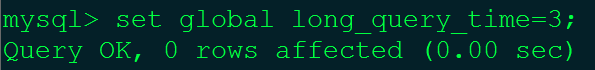 mysql> set global long_query_time=3;
Query OK, 0 rows affected (0.00 sec)